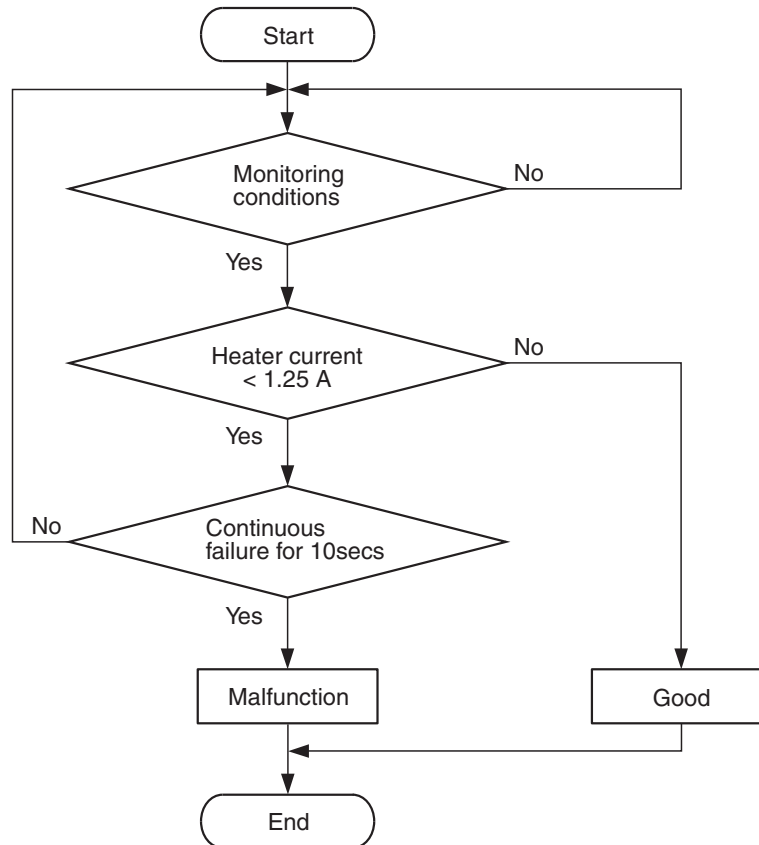 Start
Monitoring
conditions
No
Yes
Heater current
< 1.25 A
No
Yes
No
Continuous
failure for 10secs
Yes
Malfunction
Good
End